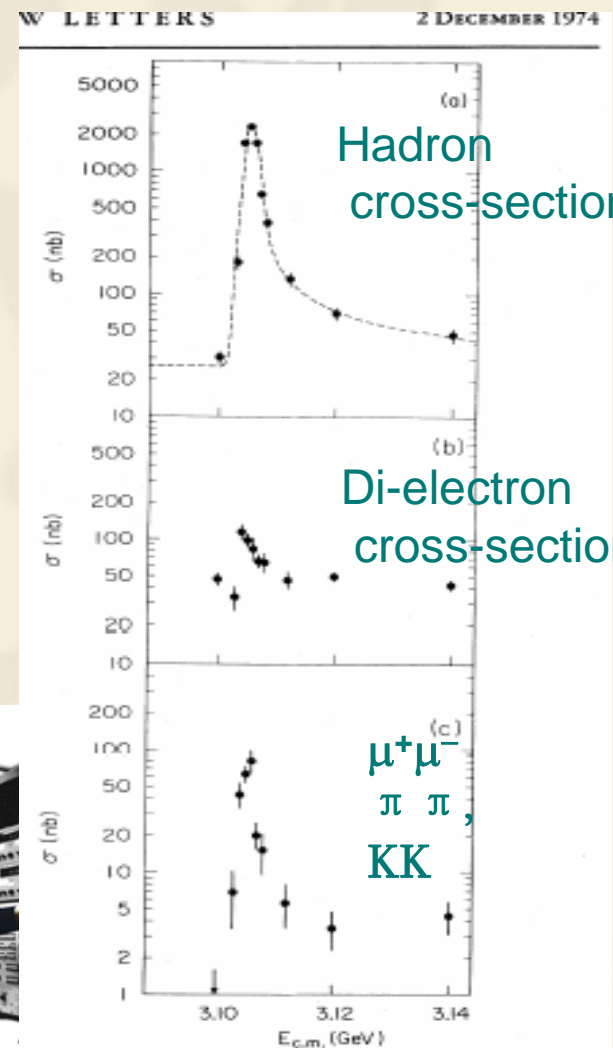 W LETTERS 2 DECEMBER 1974
5000
2000
1000
500
200
100
50
20
10
σ (nb)
(a)
Hadron
cross-section
500
200
100
50
20
10
σ (nb)
(b)
Di-electron
cross-sectio
200
100
50
20
10
5
2
1
σ (nb)
(c)
μ+μ−
π π ,
KK
3.10 3.12 3.14
Ec.m. (GeV)